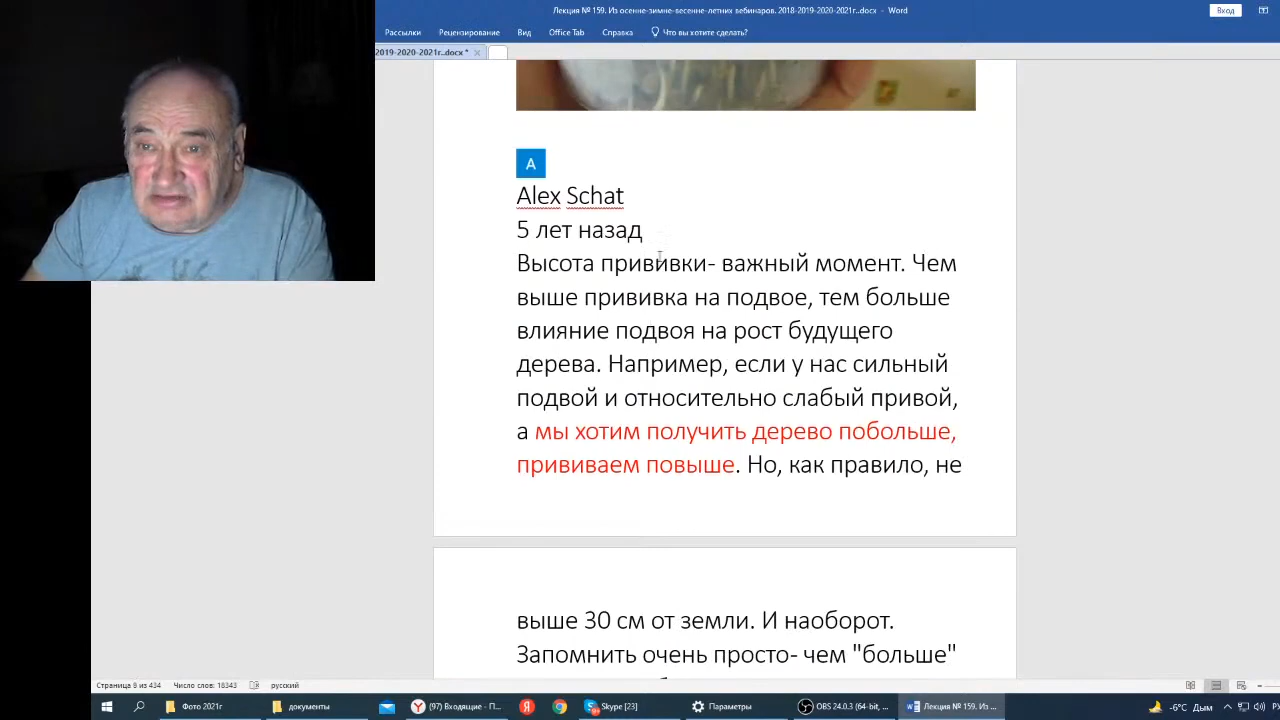 Лекция № 159. Из осенне-зимне-весенне-летних вебинаров. 2018-2019-2020-2021г..docx - Word
Вход
Рассылки Рецензирование Вид Office Tab Справка Что вы хотите сделать?
2019-2020-2021г..docx *
A
Alex Schat
5 лет назад
Высота прививки- важный момент. Чем
выше прививка на подвое, тем больше
влияние подвоя на рост будущего
дерева. Например, если у нас сильный
подвой и относительно слабый привой,
а мы хотим получить дерево побольше,
прививаем повыше. Но, как правило, не
выше 30 см от земли. И наоборот.
Запомнить очень просто- чем "больше"
Страница 9 из 434 Число слов: 18343 русский
Фото 2021г документы (77) Входящие - П... Skype [23] Параметры OBS 24.0.3 (64-bit, ... Лекция № 159. Из... -6°C Дым